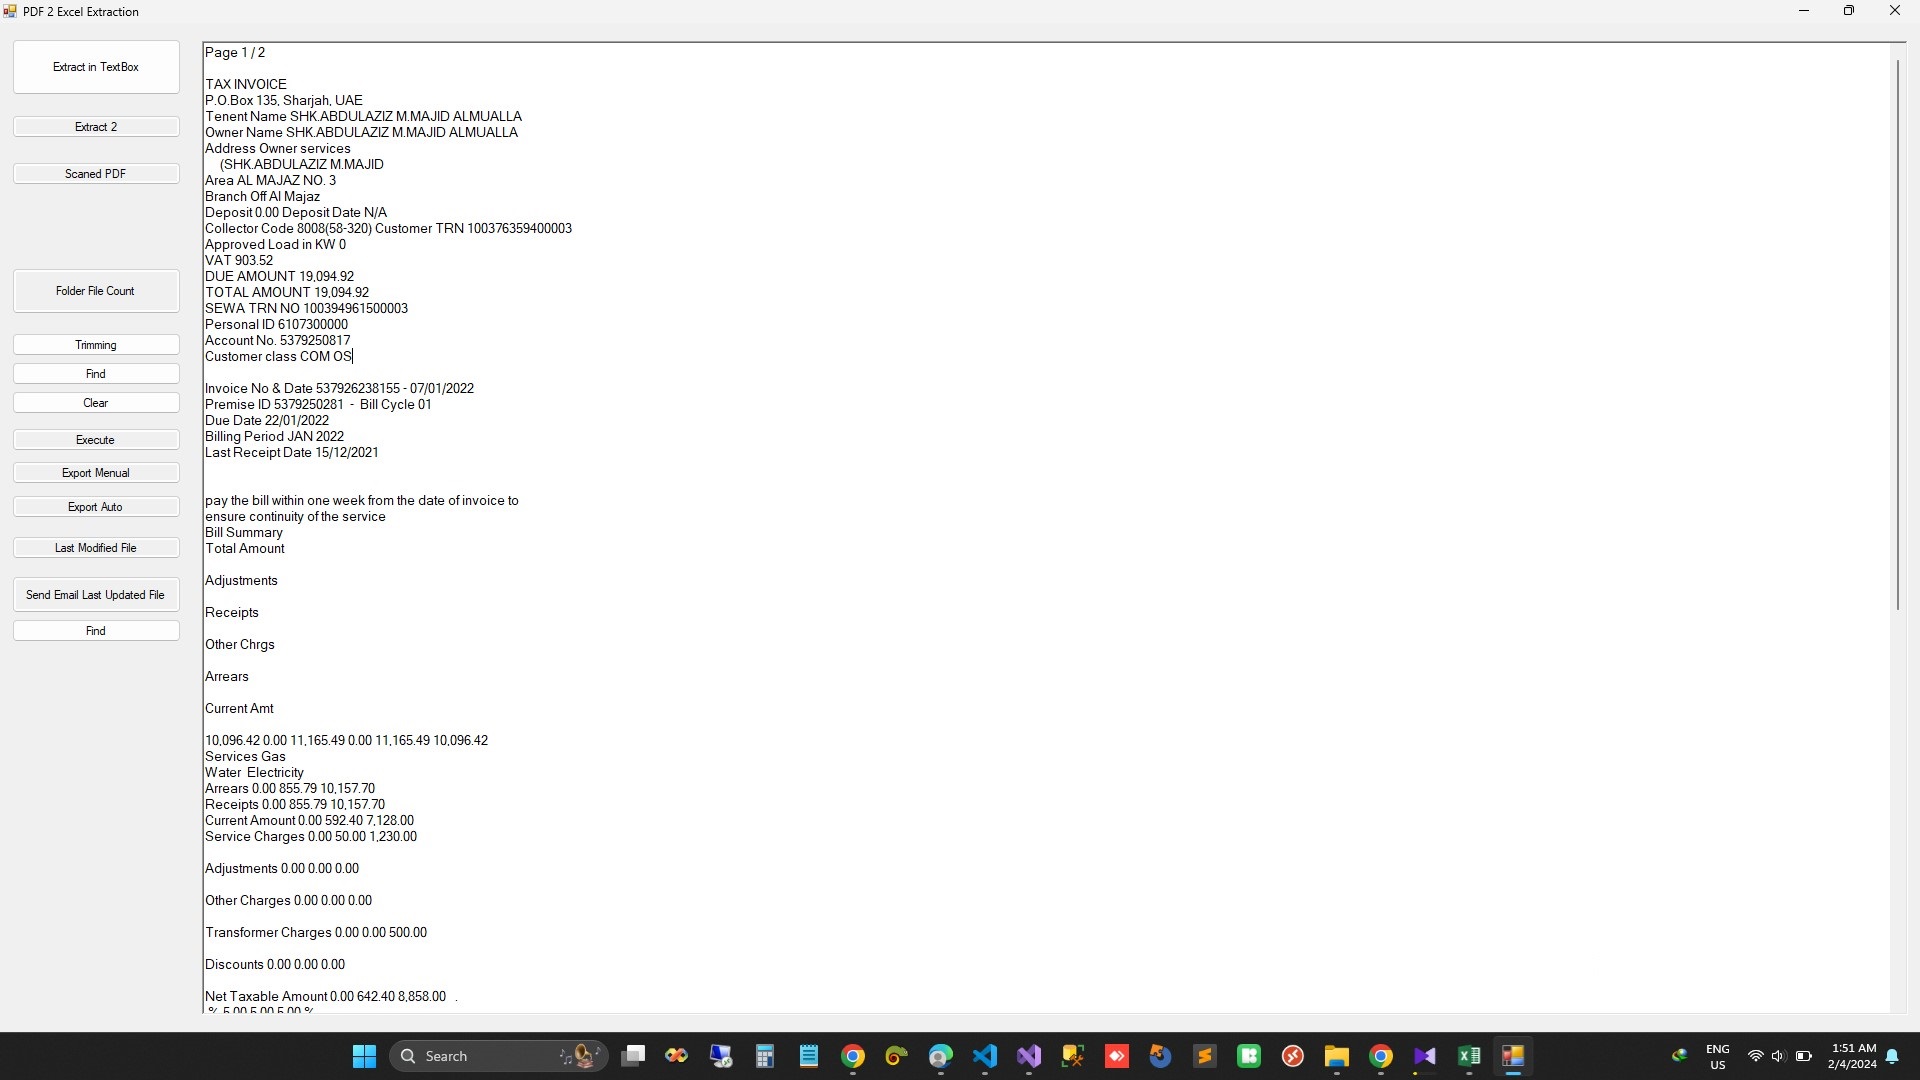 PDF 2 Excel Extraction
Extract in TextBox
Extract 2
Scaned PDF
Folder File Count
Trimming
Find
Clear
Execute
Export Menual
Export Auto
Last Modified File
Send Email Last Updated File
Find
Page 1 / 2
TAX INVOICE
P.O.Box 135, Sharjah, UAE
Tenent Name SHK.ABDULAZIZ M.MAJID ALMUALLA
Owner Name SHK.ABDULAZIZ M.MAJID ALMUALLA
Address Owner services
(SHK.ABDULAZIZ M.MAJID
Area AL MAJAZ NO. 3
Branch Off Al Majaz
Deposit 0.00 Deposit Date N/A
Collector Code 8008(58-320) Customer TRN 100376359400003
Approved Load in KW 0
VAT 903.52
DUE AMOUNT 19,094.92
TOTAL AMOUNT 19,094.92
SEWA TRN NO 100394961500003
Personal ID 6107300000
Account No. 5379250817
Customer class COM OS
Invoice No & Date 537926238155 - 07/01/2022
Premise ID 5379250281 - Bill Cycle 01
Due Date 22/01/2022
Billing Period JAN 2022
Last Receipt Date 15/12/2021
pay the bill within one week from the date of invoice to
ensure continuity of the service
Bill Summary
Total Amount
Adjustments
Receipts
Other Chrgs
Arrears
Current Amt
10,096.42 0.00 11,165.49 0.00 11,165.49 10,096.42
Services Gas
Water Electricity
Arrears 0.00 855.79 10,157.70
Receipts 0.00 855.79 10,157.70
Current Amount 0.00 592.40 7,128.00
Service Charges 0.00 50.00 1,230.00
Adjustments 0.00 0.00 0.00
Other Charges 0.00 0.00 0.00
Transformer Charges 0.00 0.00 500.00
Discounts 0.00 0.00 0.00
Net Taxable Amount 0.00 642.40 8,858.00 .
% 5.00 5.00 5.00 %
Search
ENG
US
1:51 AM
2/4/2024